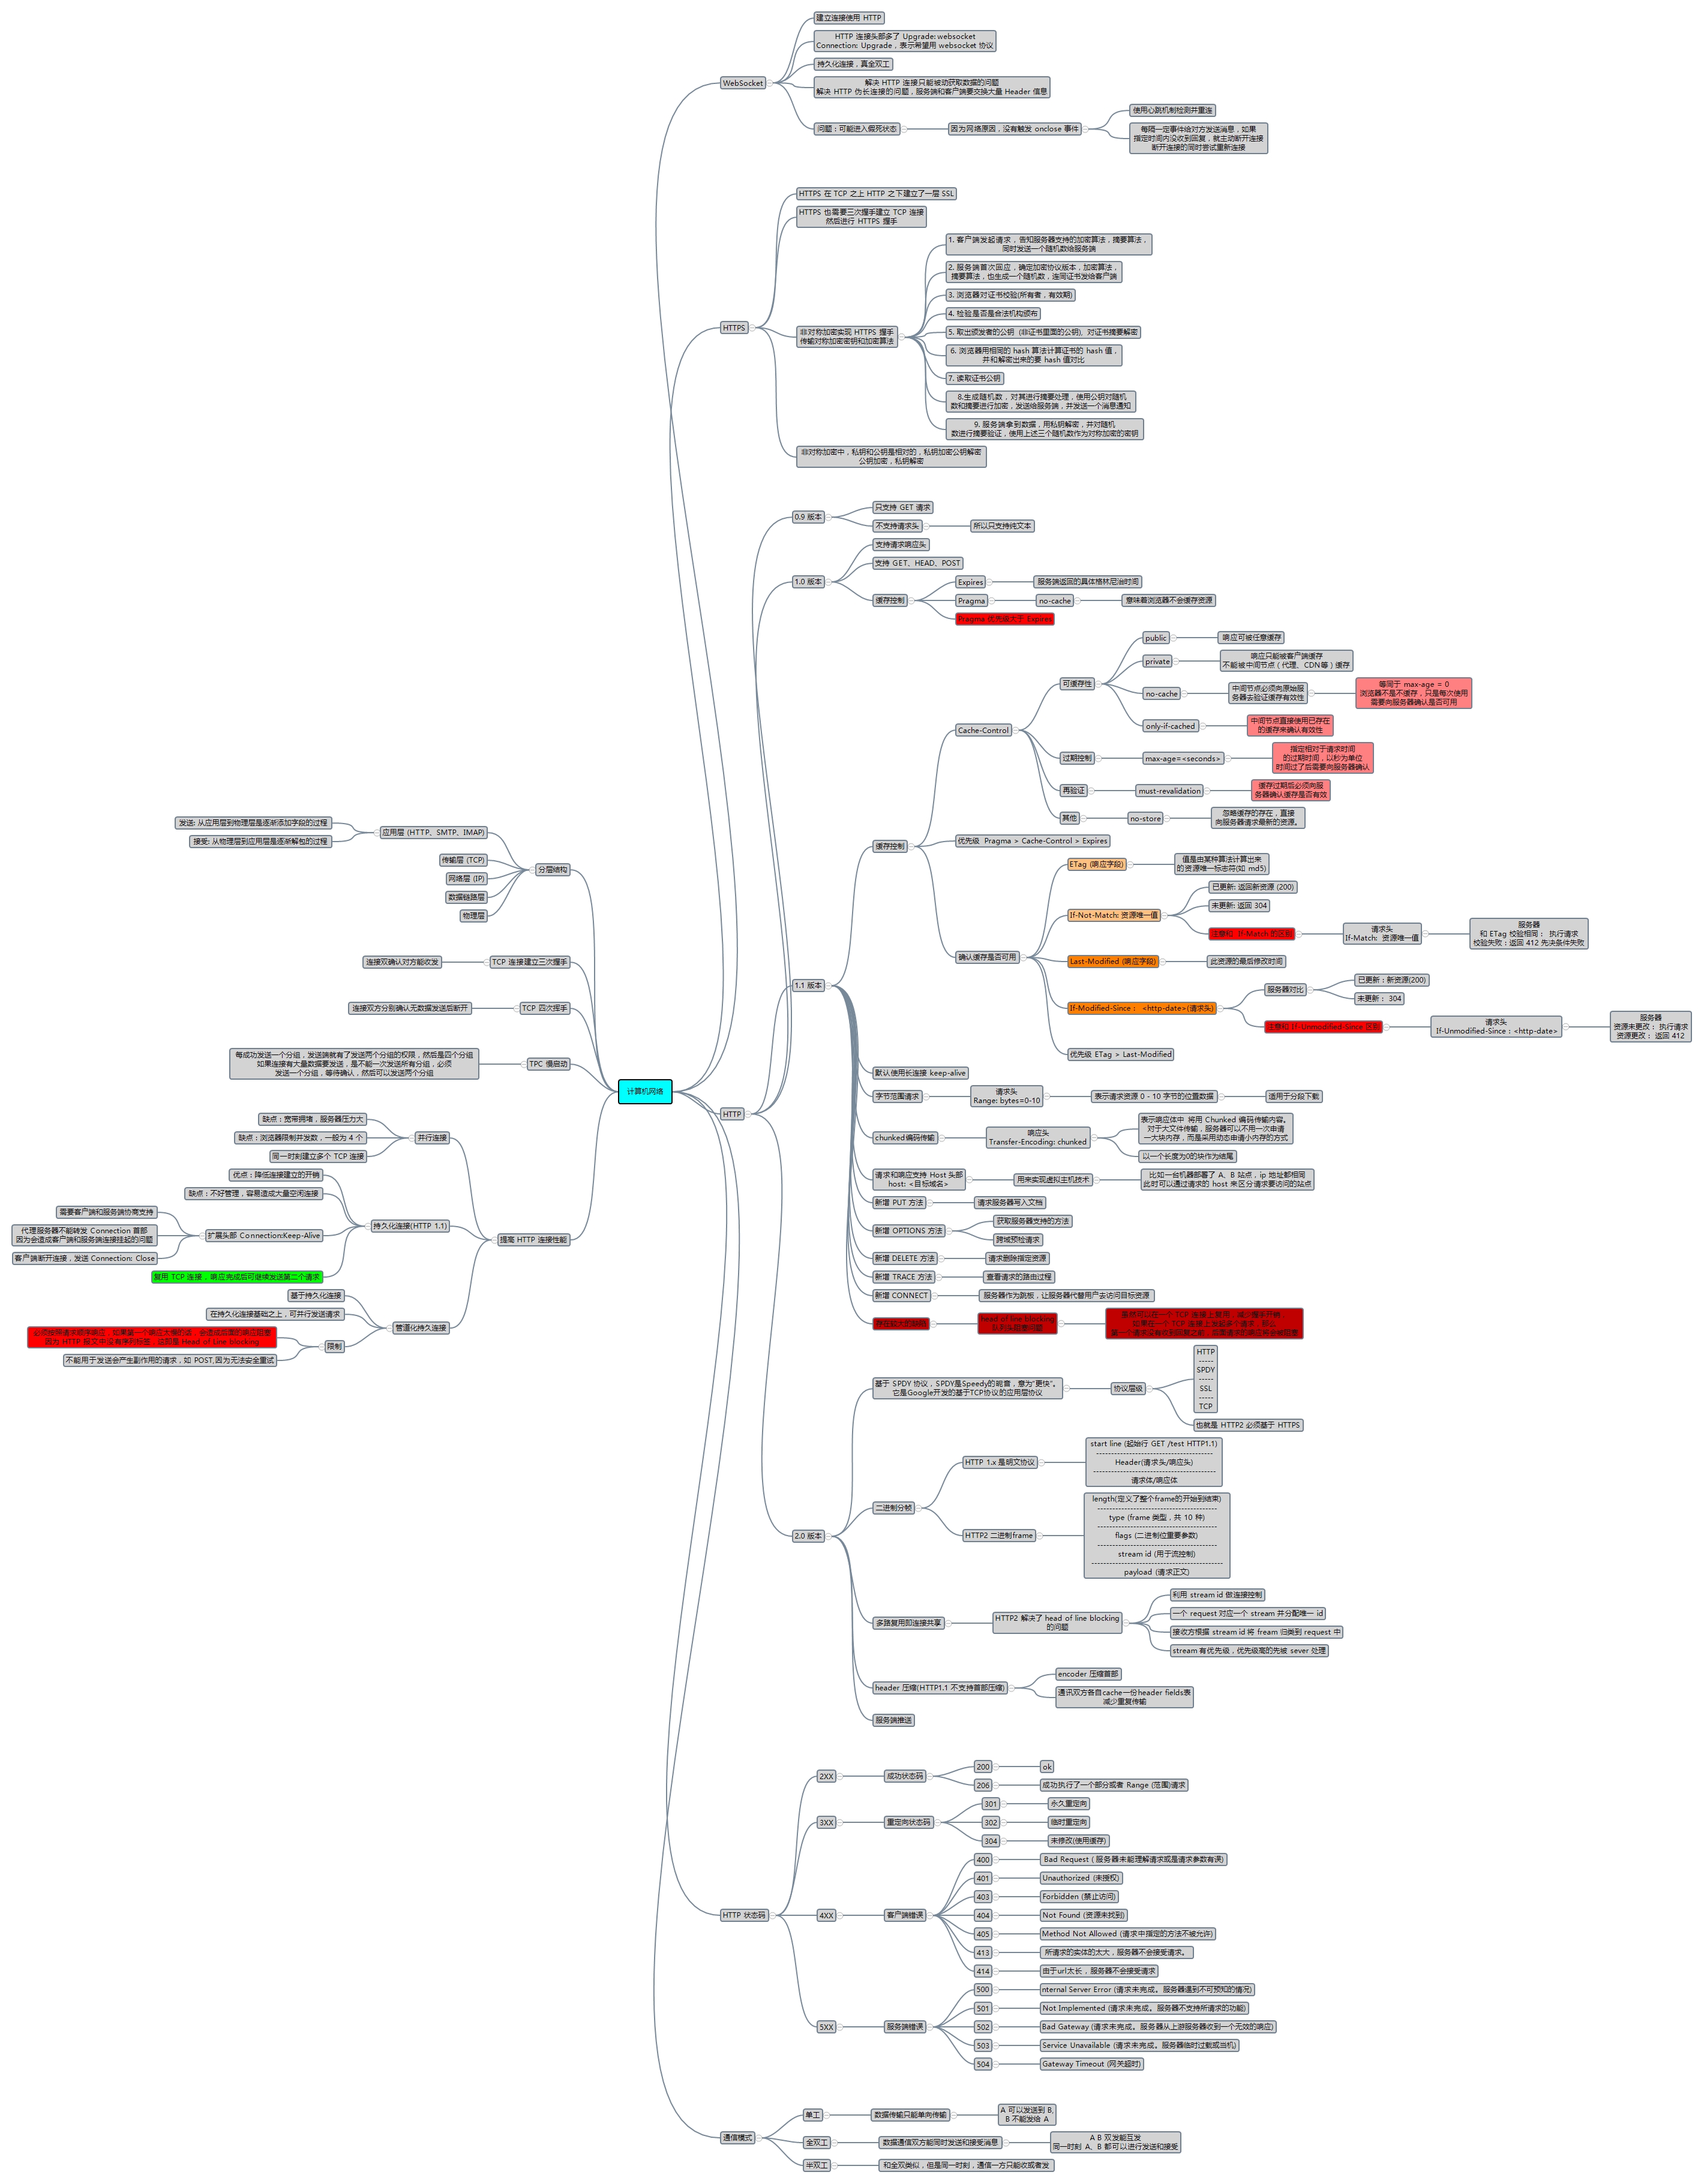 建立连接使用 HTTP
HTTP 连接头部多了 Upgrade: websocket
Connection: Upgrade，表示希望用 websocket 协议
持久化连接，真全双工
WebSocket
解决 HTTP 连接只能被动获取数据的问题
解决 HTTP 伪长连接的问题，服务端和客户端要交换大量 Header 信息
问题：可能进入假死状态
因为网络原因，没有触发 onclose 事件
使用心跳机制检测并重连
每隔一定事件给对方发送消息，如果
指定时间内没收到回复，就主动断开连接
断开连接的同时尝试重新连接
HTTPS 在 TCP 之上 HTTP 之下建立了一层 SSL
HTTPS 也需要三次握手建立 TCP 连接
然后进行 HTTPS 握手
HTTPS
非对称加密实现 HTTPS 握手
传输对称加密密钥和加密算法
1. 客户端发起请求，告知服务器支持的加密算法，摘要算法，
同时发送一个随机数给服务端
2. 服务端首次回应，确定加密协议版本，加密算法，
摘要算法，也生成一个随机数，连同证书发给客户端
3. 浏览器对证书校验(所有者，有效期)
4. 检验是否是合法机构颁布
5. 取出颁发者的公钥（非证书里面的公钥)，对证书摘要解密
6. 浏览器用相同的 hash 算法计算证书的 hash 值，
并和解密出来的要 hash 值对比
7. 读取证书公钥
8.生成随机数，对其进行摘要处理，使用公钥对随机
数和摘要进行加密，发送给服务端，并发送一个消息通知
9. 服务端拿到数据，用私钥解密，并对随机
数进行摘要验证，使用上述三个随机数作为对称加密的密钥
非对称加密中，私钥和公钥是相对的，私钥加密公钥解密
公钥加密，私钥解密
0.9 版本
只支持 GET 请求
不支持请求头
所以只支持纯文本
1.0 版本
支持请求响应头
支持 GET、HEAD、POST
缓存控制
Expires
服务端返回的具体格林尼治时间
Pragma
no-cache
意味着浏览器不会缓存资源
Pragma 优先级大于 Expires
1.1 版本
缓存控制
Cache-Control
可缓存性
public
响应可被任意缓存
private
响应只能被客户端缓存
不能被中间节点（代理、CDN等）缓存
no-cache
中间节点必须向原始服
务器去验证缓存有效性
等同于 max-age = 0
浏览器不是不缓存，只是每次使用
需要向服务器确认是否可用
only-if-cached
中间节点直接使用已存在
的缓存来确认有效性
过期控制
max-age=<seconds>
指定相对于请求时间
的过期时间，以秒为单位
时间过了后需要向服务器确认
再验证
must-revalidation
缓存过期后必须向服
务器确认缓存是否有效
其他
no-store
忽略缓存的存在，直接
向服务器请求最新的资源。
优先级 Pragma > Cache-Control > Expires
确认缓存是否可用
ETag (响应字段)
值是由某种算法计算出来
的资源唯一标志符(如 md5)
If-Not-Match: 资源唯一值
已更新: 返回新资源 (200)
未更新: 返回 304
注意和 If-Match 的区别
请求头
If-Match: 资源唯一值
服务器
和 ETag 校验相同： 执行请求
校验失败：返回 412 先决条件失败
Last-Modified (响应字段)
此资源的最后修改时间
If-Modified-Since： <http-date>(请求头)
服务器对比
已更新：新资源(200)
未更新： 304
注意和 If-Unmodified-Since 区别
请求头
If-Unmodified-Since：<http-date>
服务器
资源未更改： 执行请求
资源更改： 返回 412
优先级 ETag > Last-Modified
默认使用长连接 keep-alive
字节范围请求
请求头
Range: bytes=0-10
表示请求资源 0 - 10 字节的位置数据
适用于分段下载
chunked编码传输
响应头
Transfer-Encoding: chunked
表示响应体中 将用 Chunked 编码传输内容。
对于大文件传输，服务器可以不用一次申请
一大块内存，而是采用动态申请小内存的方式
以一个长度为0的块作为结尾
请求和响应支持 Host 头部
host: <目标域名>
用来实现虚拟主机技术
比如一台机器部署了 A、B 站点，ip 地址都相同
此时可以通过请求的 host 来区分请求要访问的站点
新增 PUT 方法
请求服务器写入文档
新增 OPTIONS 方法
获取服务器支持的方法
跨域预检请求
新增 DELETE 方法
请求删除指定资源
新增 TRACE 方法
查看请求的路由过程
新增 CONNECT
服务器作为跳板，让服务器代替用户去访问目标资源
存在较大的缺陷
head of line blocking
队列头阻塞问题
分层结构
应用层 (HTTP、SMTP、IMAP)
发送: 从应用层到物理层是逐渐添加字段的过程
接受: 从物理层到应用层是逐渐解包的过程
传输层 (TCP)
网络层 (IP)
数据链路层
物理层
TCP 连接建立三次握手
连接双确认对方能收发
TCP 四次挥手
连接双方分别确认无数据发送后断开
TPC 慢启动
每成功发送一个分组，发送端就有了发送两个分组的权限，然后是四个分组
如果连接有大量数据要发送，是不能一次发送所有分组，必须
发送一个分组，等待确认，然后可以发送两个分组
计算机网络
HTTP
提高 HTTP 连接性能
并行连接
缺点：宽带拥堵，服务器压力大
缺点：浏览器限制并发数，一般为 4 个
同一时刻建立多个 TCP 连接
持久化连接(HTTP 1.1)
优点：降低连接建立的开销
缺点：不好管理，容易造成大量空闲连接
扩展头部 Connection:Keep-Alive
需要客户端和服务端协商支持
代理服务器不能转发 Connection 首部
因为会造成客户端和服务端连接挂起的问题
客户端断开连接，发送 Connection: Close
复用 TCP 连接，响应完成后可继续发送第二个请求
管道化持久连接
基于持久化连接
在持久化连接基础之上，可并行发送请求
限制
必须按照请求顺序响应，如果第一个响应太慢的话，会造成后面的响应阻塞
因为 HTTP 报文中没有序列标签，这即是 Head of Line blocking
不能用于发送会产生副作用的请求，如 POST,因为无法安全重试
2.0 版本
基于 SPDY 协议，SPDY是Speedy的昵音，意为“更快”。
它是Google开发的基于TCP协议的应用层协议
协议层级
HTTP
-----
SPDY
-----
SSL
-----
TCP
也就是 HTTP2 必须基于 HTTPS
二进制分帧
HTTP 1.x 是明文协议
start line (起始行 GET /test HTTP1.1)
Header(请求头/响应头)
请求体/响应体
HTTP2 二进制frame
length(定义了整个frame的开始到结束)
type (frame 类型，共 10 种)
flags (二进制位重要参数)
stream id (用于流控制)
payload (请求正文)
多路复用即连接共享
HTTP2 解决了 head of line blocking
的问题
利用 stream id 做连接控制
一个 request 对应一个 stream 并分配唯一 id
接收方根据 stream id 将 fream 归类到 request 中
stream 有优先级，优先级高的先被 sever 处理
header 压缩(HTTP1.1 不支持首部压缩)
encoder 压缩首部
通讯双方各自cache一份header fields表
减少重复传输
服务端推送
HTTP 状态码
2XX
成功状态码
200
ok
206
成功执行了一个部分或者 Range (范围)请求
3XX
重定向状态码
301
永久重定向
302
临时重定向
304
未修改(使用缓存)
4XX
客户端错误
400
Bad Request ( 服务器未能理解请求或是请求参数有误)
401
Unauthorized (未授权)
403
Forbidden (禁止访问)
404
Not Found (资源未找到)
405
Method Not Allowed (请求中指定的方法不被允许)
413
所请求的实体的太大，服务器不会接受请求。
414
由于url太长，服务器不会接受请求
5XX
服务端错误
500
nternal Server Error (请求未完成。服务器遇到不可预知的情况)
501
Not Implemented (请求未完成。服务器不支持所请求的功能)
502
Bad Gateway (请求未完成。服务器从上游服务器收到一个无效的响应)
503
Service Unavailable (请求未完成。服务器临时过载或当机)
504
Gateway Timeout (网关超时)
通信模式
单工
数据传输只能单向传输
A 可以发送到 B,
B 不能发给 A
全双工
数据通信双方能同时发送和接受消息
A B 双发能互发
同一时刻 A、B 都可以进行发送和接受
半双工
和全双类似，但是同一时刻，通信一方只能收或者发